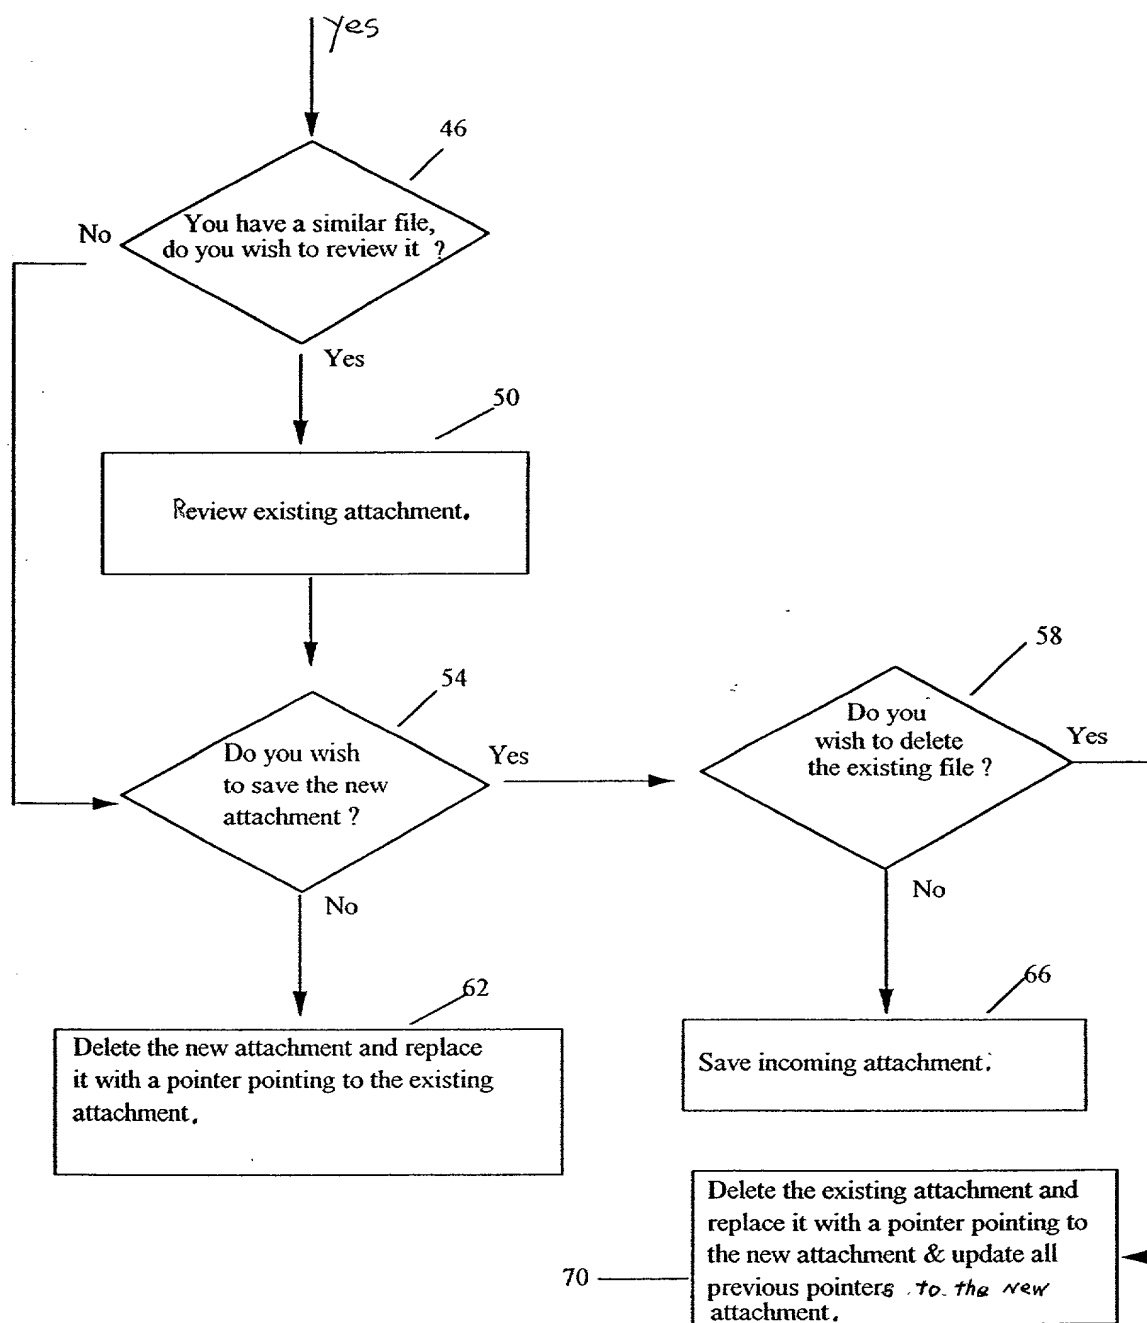 yes
46
You have a similar file,
do you wish to review it ?
No
Yes
50
Review existing attachment.
54
Do you wish
to save the new
attachment ?
Yes
No
58
Do you
wish to delete
the existing file ?
Yes
No
62
Delete the new attachment and replace
it with a pointer pointing to the existing
attachment.
66
Save incoming attachment.
70
Delete the existing attachment and
replace it with a pointer pointing to
the new attachment & update all
previous pointers to the new
attachment.